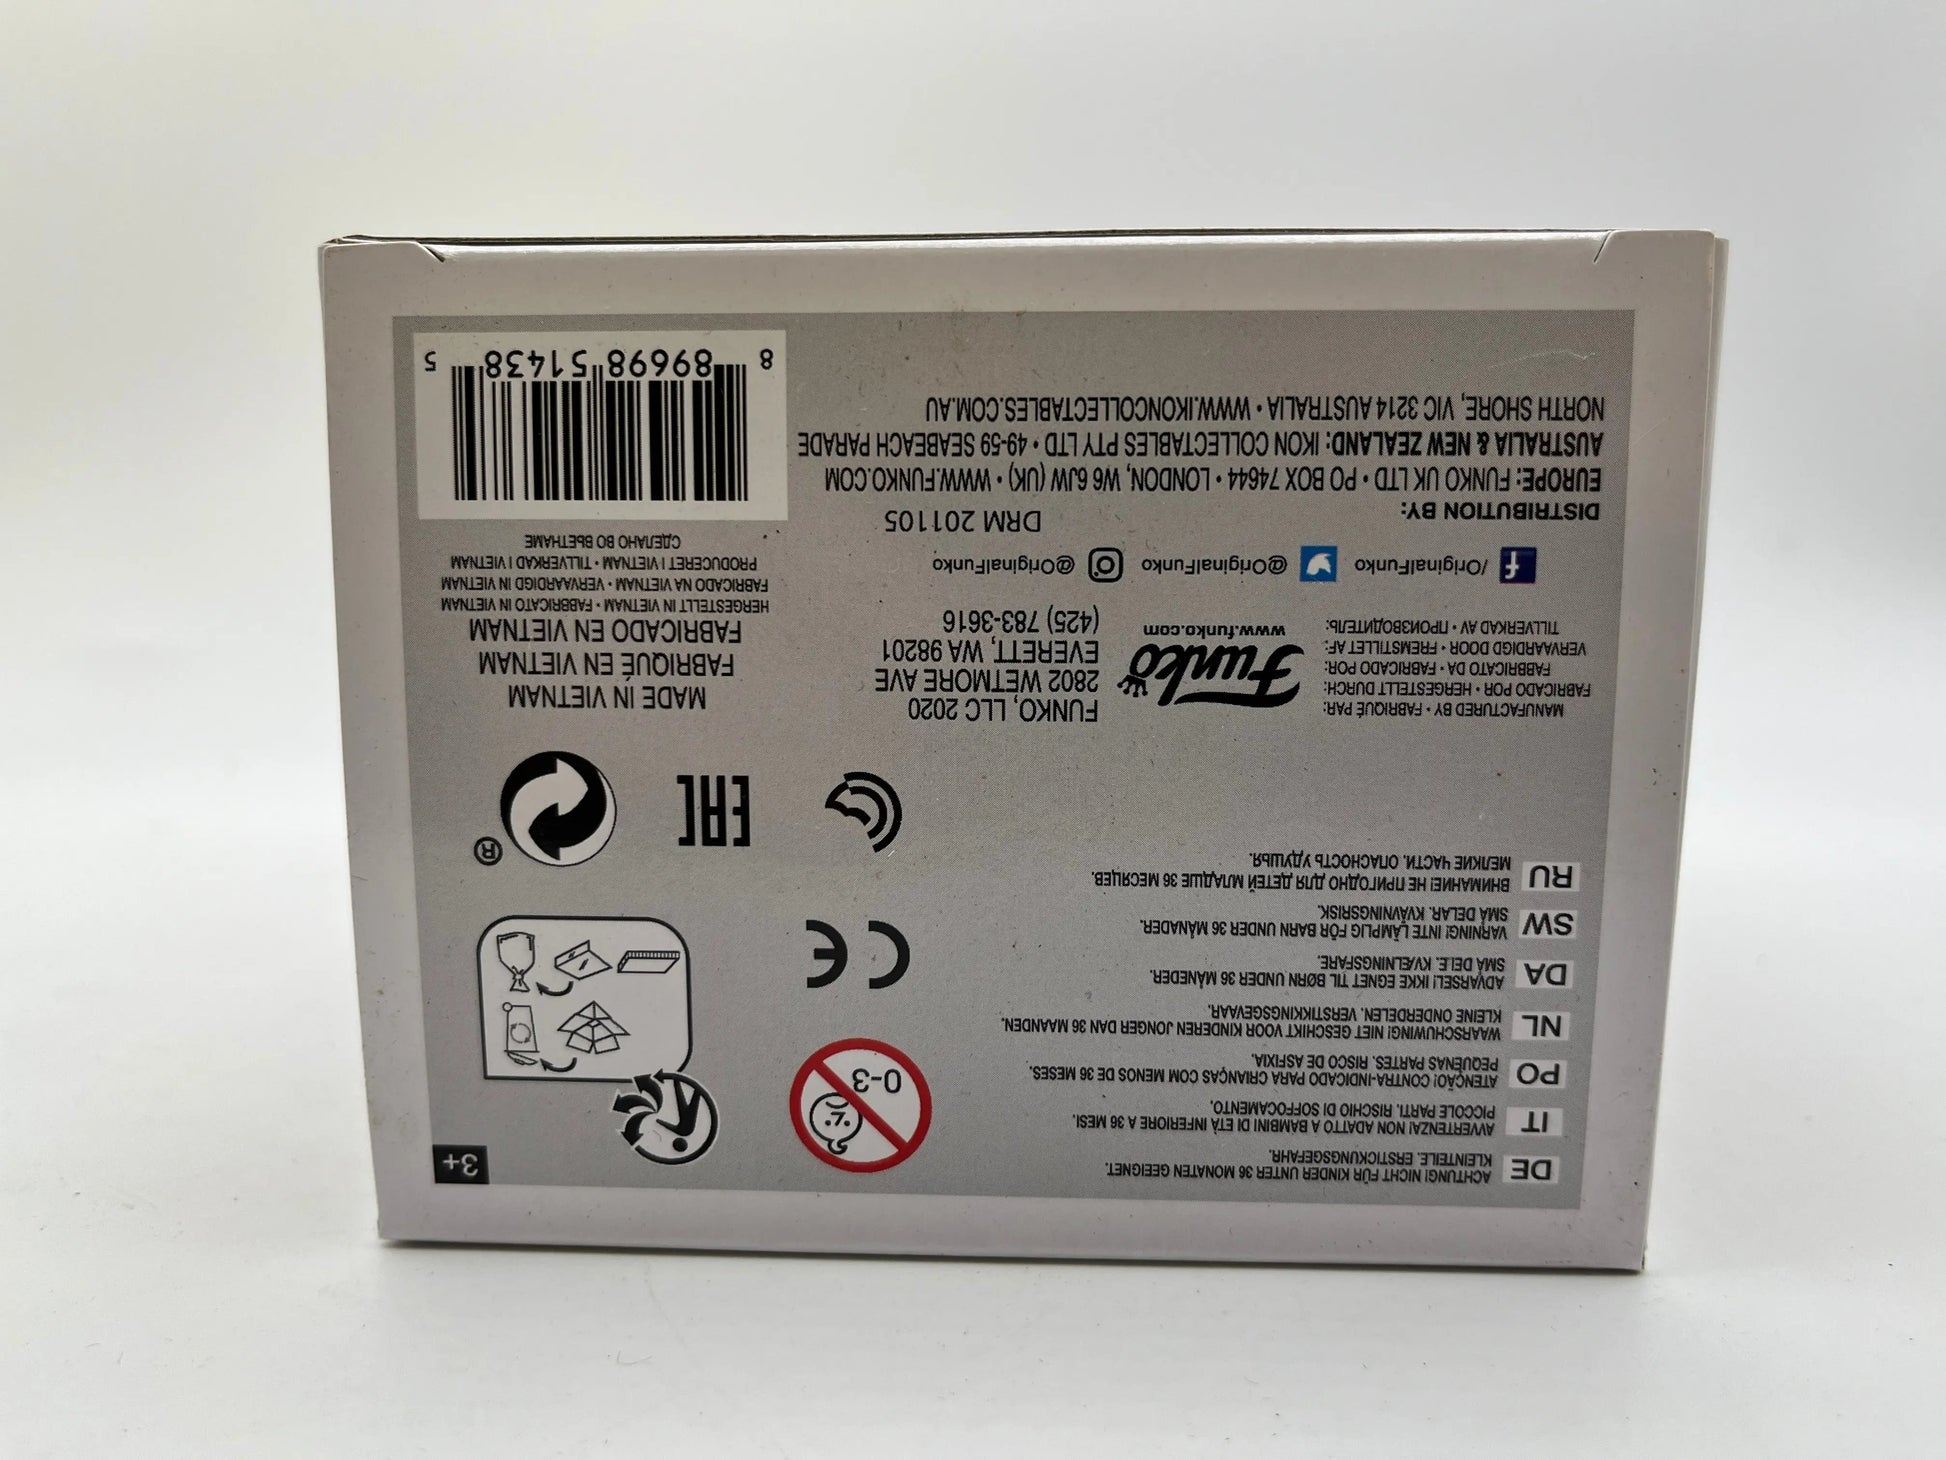 3+
DE
ACHTUNG! NICHT FÜR KINDER UNTER 36 MONATEN GEEIGNET.
KLEINTEILE. ERSTICKUNGSGEFAHR.
IT
AVVERTENZA! NON ADATTO A BAMBINI DI ETÀ INFERIORE A 36 MESI.
PICCOLE PARTI. RISCHIO DI SOFFOCAMENTO.
PO
ATENÇÃO! CONTRA-INDICADO PARA CRIANÇAS COM MENOS DE 36 MESES.
PEQUENAS PARTES. RISCO DE ASFIXIA.
NL
WAARSCHUWING! NIET GESCHIKT VOOR KINDEREN JONGER DAN 36 MAANDEN.
KLEINE ONDERDELEN. VERSTIKKINGSGEVAAR.
DA
ADVARSEL! IKKE EGNET TIL BØRN UNDER 36 MÅNEDER.
SMÅ DELE. KVÆLNINGSFARE.
SW
VARNING! INTE LÄMPLIG FÖR BARN UNDER 36 MÅNADER.
SMÅ DELAR. KVÄVNINGSRISK.
RU
ВНИМАНИЕ! НЕ ПРИГОДНО ДЛЯ ДЕТЕЙ МЛАДШЕ 36 МЕСЯЦЕВ.
МЕЛКИЕ ЧАСТИ. ОПАСНОСТЬ УДУШЬЯ.
0-3
CE
EAC
®
MANUFACTURED BY • FABRIQUÉ PAR:
FABRICADO POR • HERGESTELLT DURCH:
FABBRICATO DA • FABRICADO POR:
VERVAARDIGD DOOR • FREMSTILLET AF:
TILLVERKAD AV • ПРОИЗВОДИТЕЛЬ:
Funko
www.funko.com
FUNKO, LLC 2020
2802 WETMORE AVE
EVERETT, WA 98201
(425) 783-3616
MADE IN VIETNAM
FABRIQUÉ EN VIETNAM
FABRICADO EN VIETNAM
HERGESTELLT IN VIETNAM • FABBRICATO IN VIETNAM
FABRICADO NA VIETNAM • VERVAARDIGD IN VIETNAM
PRODUCERET I VIETNAM • TILLVERKAD I VIETNAM
СДЕЛАНО ВО ВЬЕТНАМЕ
/OriginalFunko
@OriginalFunko
@OriginalFunko
DISTRIBUTION BY:
DRM 201105
EUROPE: FUNKO UK LTD • PO BOX 74644 • LONDON, W6 6JW (UK) • WWW.FUNKO.COM
AUSTRALIA & NEW ZEALAND: IKON COLLECTABLES PTY LTD • 49-59 SEABEACH PARADE
NORTH SHORE, VIC 3214 AUSTRALIA • WWW.IKONCOLLECTABLES.COM.AU
8 89698 51438 5